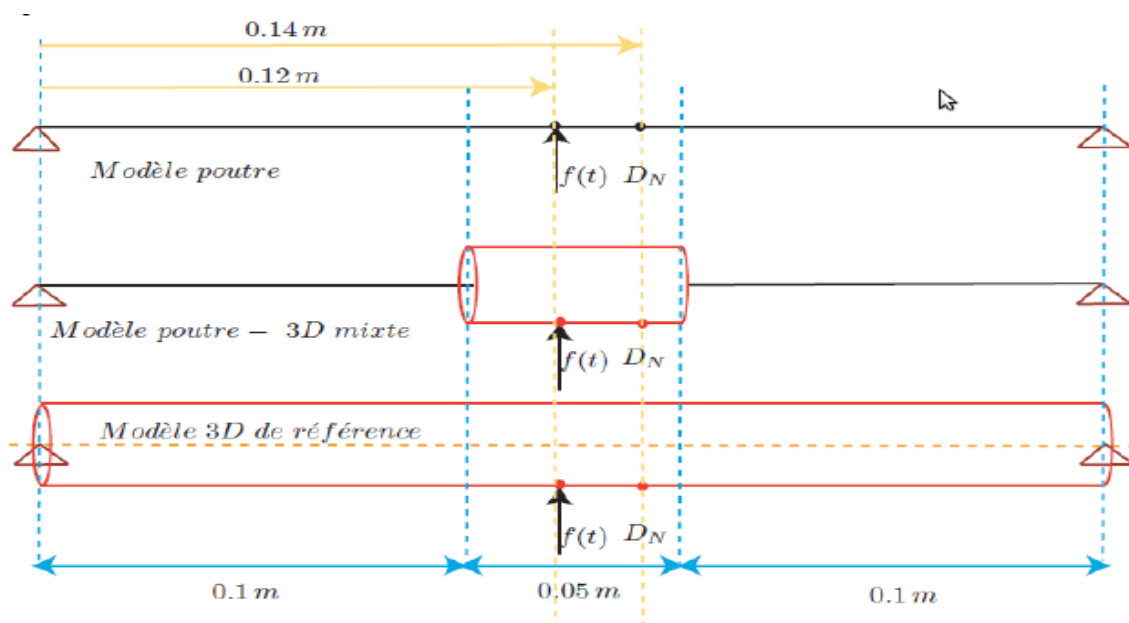 0.14 m
0.12 m
Modèle poutre
f(t) D_N
Modèle poutre − 3D mixte
f(t) D_N
Modèle 3D de référence
f(t) D_N
0.1 m
0.05 m
0.1 m